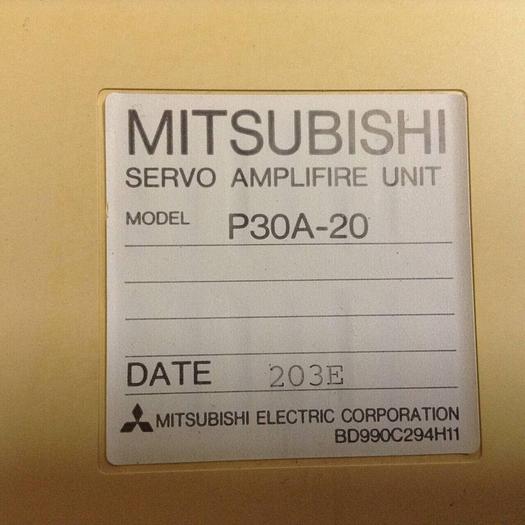 MITSUBISHI
SERVO AMPLIFIRE UNIT
MODEL P30A-20
DATE 203E
MITSUBISHI ELECTRIC CORPORATION
BD990C294H11